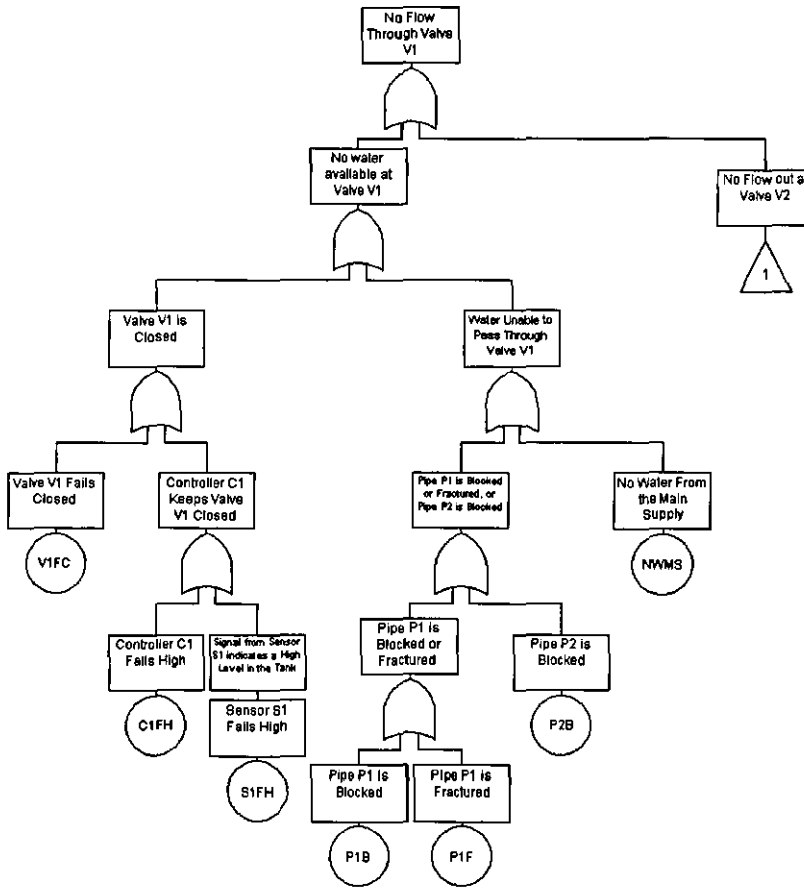 No Flow
Through Valve
V1
No water
available at
Valve V1
No Flow out a
Valve V2
1
Valve V1 is
Closed
Water Unable to
Pass Through
Valve V1
Valve V1 Fails
Closed
Controller C1
Keeps Valve
V1 Closed
Pipe P1 is Blocked
or Fractured, or
Pipe P2 is Blocked
No Water From
the Main
Supply
V1FC
NWMS
Controller C1
Fails High
Signal from Sensor
S1 indicates a High
Level in the Tank
Pipe P1 is
Blocked or
Fractured
Pipe P2 is
Blocked
C1FH
Sensor S1
Fails High
P2B
S1FH
Pipe P1 is
Blocked
Pipe P1 is
Fractured
P1B
P1F